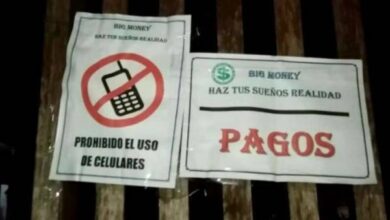 BIG MONEY
HAZ TUS SUEÑOS REALIDAD
PROHIBIDO EL USO
DE CELULARES
$ BIG MONEY
HAZ TUS SUEÑOS REALIDAD
PAGOS